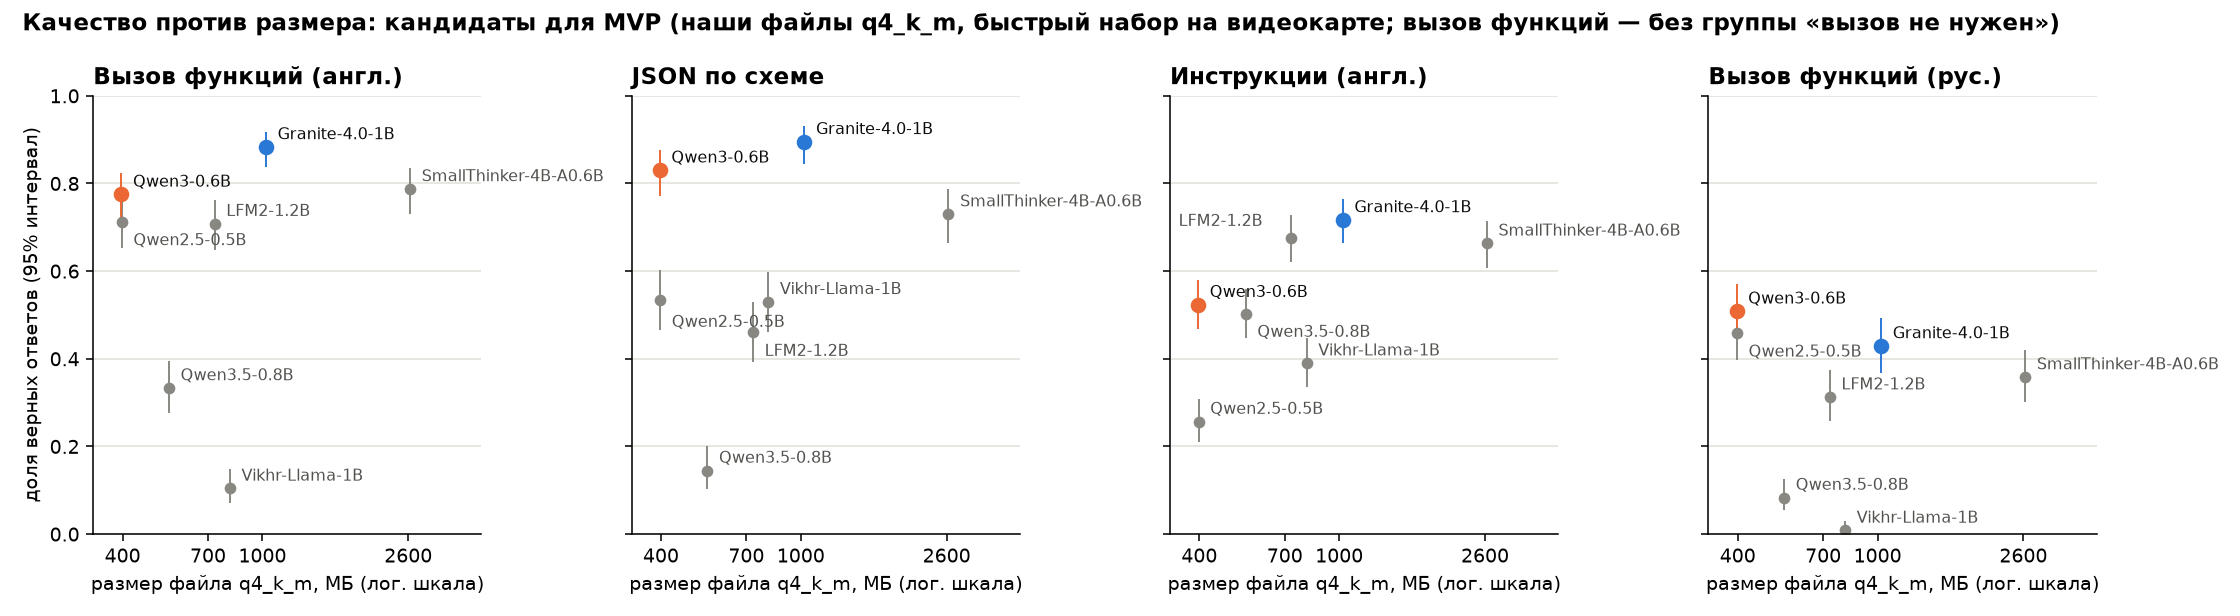 Качество против размера: кандидаты для MVP (наши файлы q4_k_m, быстрый набор на видеокарте; вызов функций — без группы «вызов не нужен»)
Вызов функций (англ.)
доля верных ответов (95% интервал)
1.0
0.8
0.6
0.4
0.2
0.0
Granite-4.0-1B
Qwen3-0.6B
SmallThinker-4B-A0.6B
LFM2-1.2B
Qwen2.5-0.5B
Qwen3.5-0.8B
Vikhr-Llama-1B
400 700 1000 2600
размер файла q4_k_m, МБ (лог. шкала)
JSON по схеме
Granite-4.0-1B
Qwen3-0.6B
SmallThinker-4B-A0.6B
Vikhr-Llama-1B
Qwen2.5-0.5B
LFM2-1.2B
Qwen3.5-0.8B
400 700 1000 2600
размер файла q4_k_m, МБ (лог. шкала)
Инструкции (англ.)
Granite-4.0-1B
LFM2-1.2B
SmallThinker-4B-A0.6B
Qwen3-0.6B
Qwen3.5-0.8B
Vikhr-Llama-1B
Qwen2.5-0.5B
400 700 1000 2600
размер файла q4_k_m, МБ (лог. шкала)
Вызов функций (рус.)
Qwen3-0.6B
Granite-4.0-1B
Qwen2.5-0.5B
SmallThinker-4B-A0.6B
LFM2-1.2B
Qwen3.5-0.8B
Vikhr-Llama-1B
400 700 1000 2600
размер файла q4_k_m, МБ (лог. шкала)